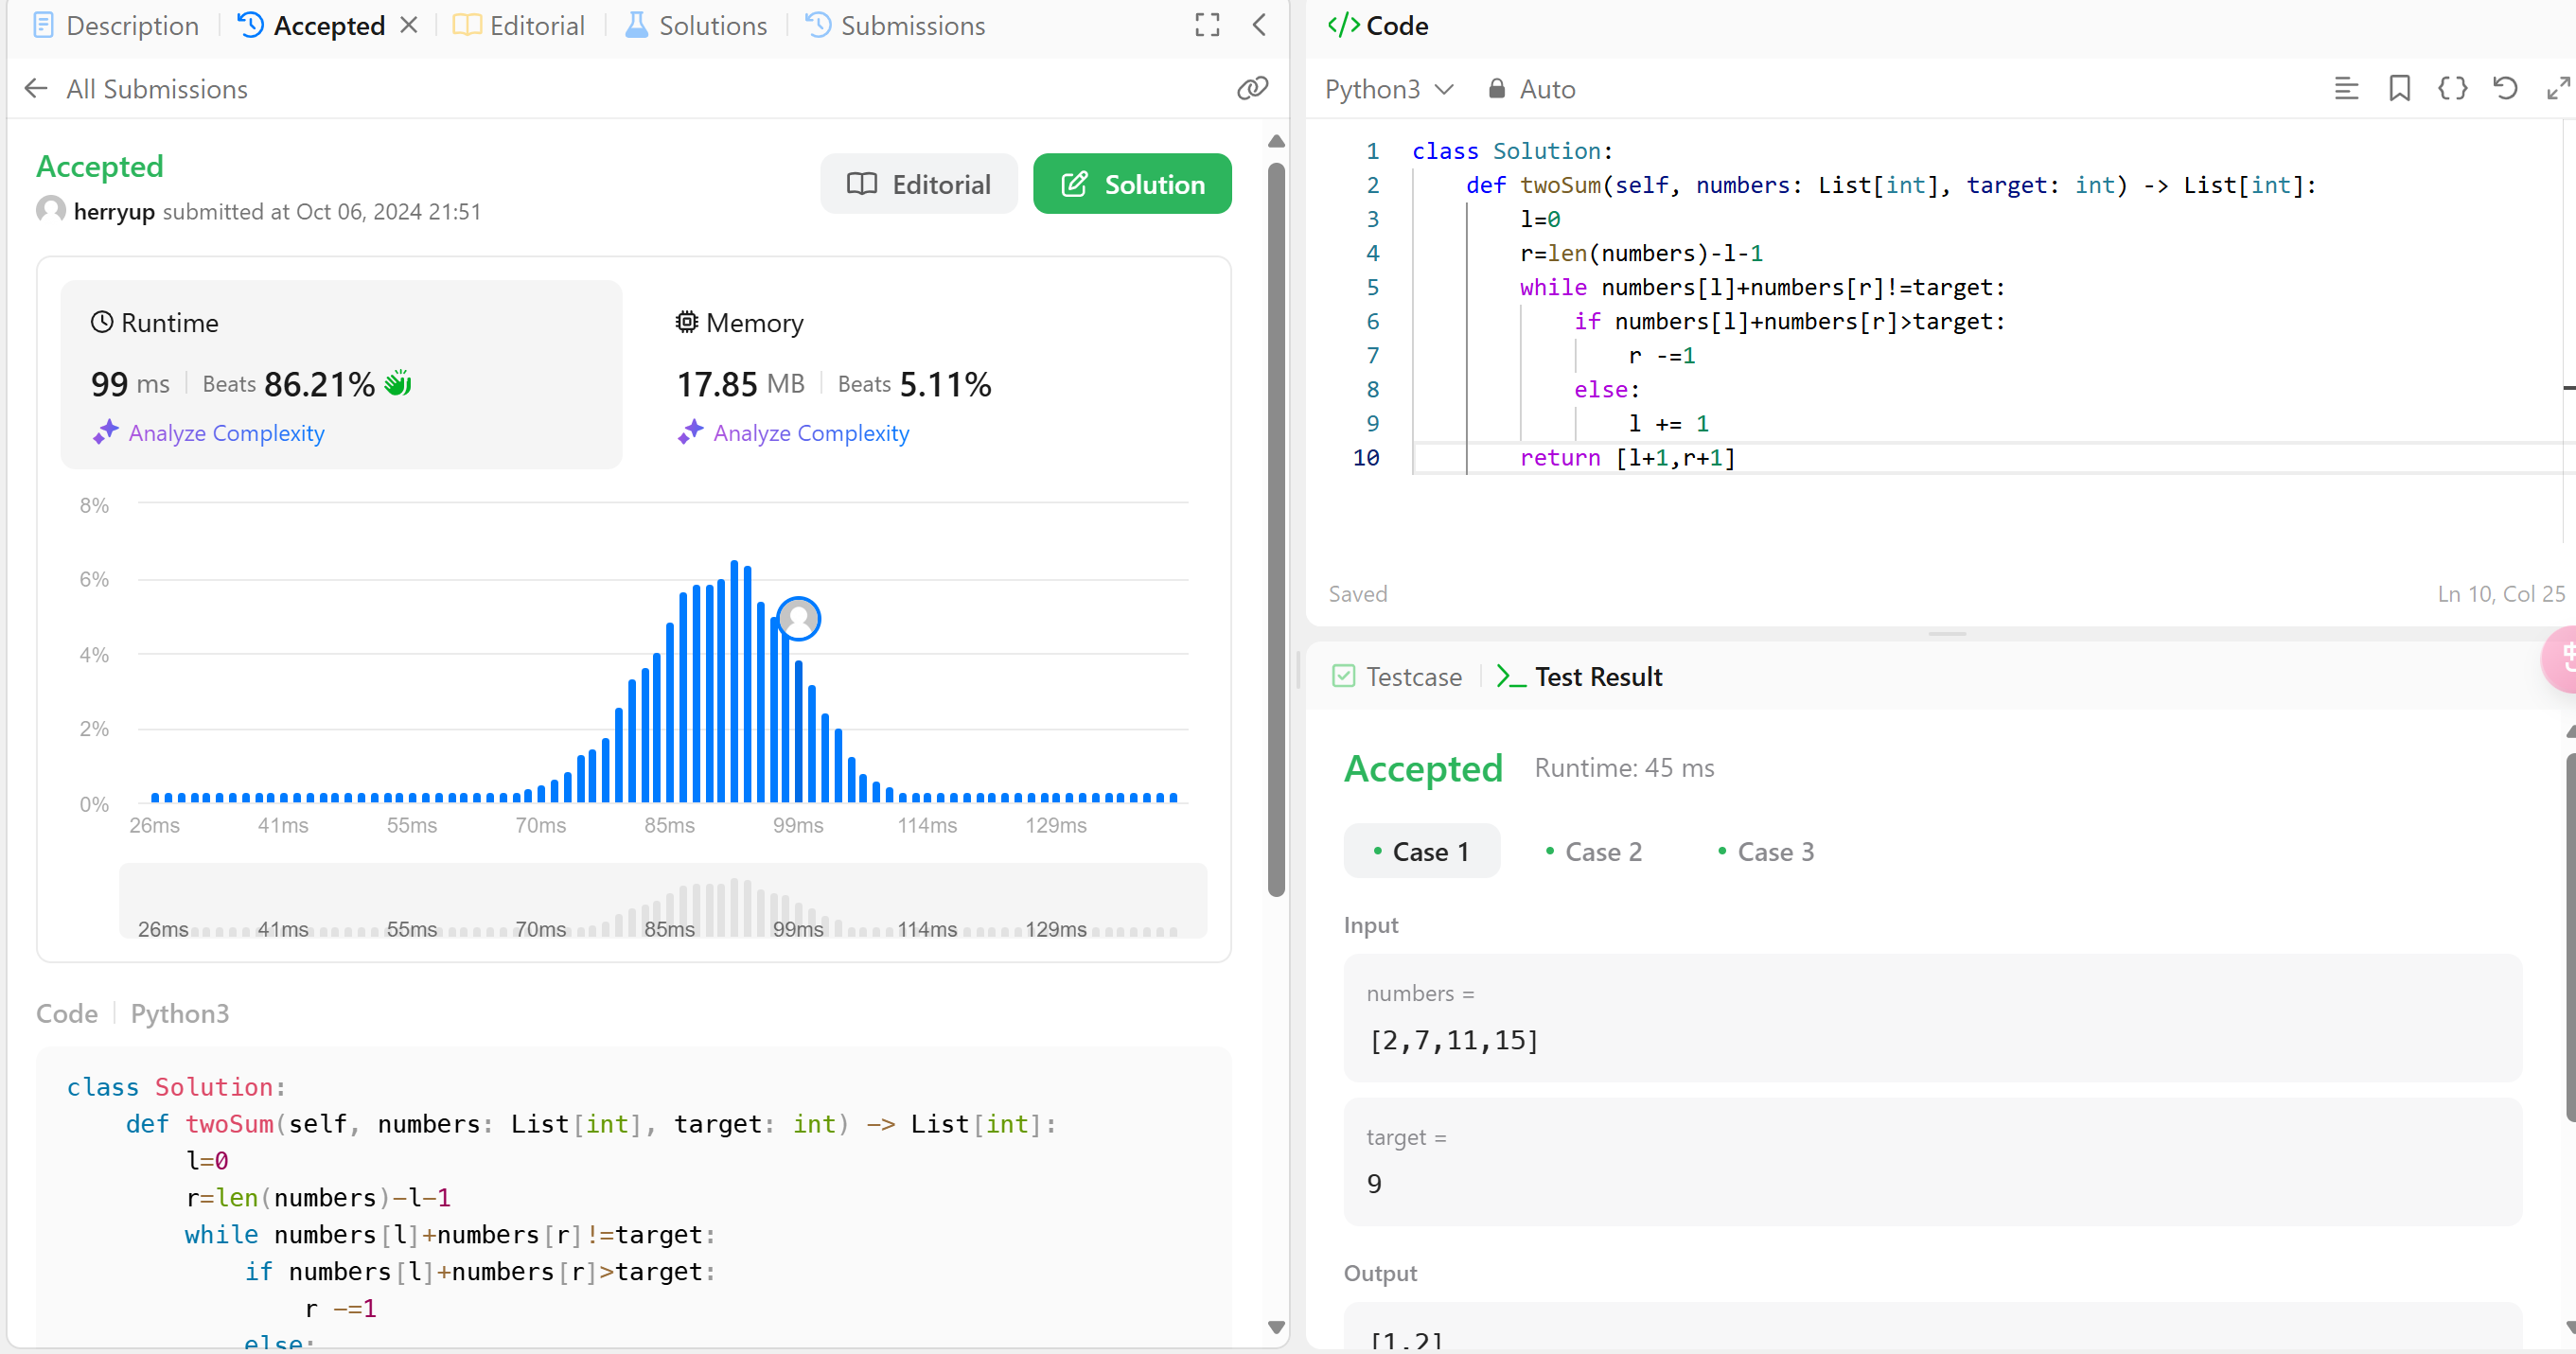 Description
Accepted
Editorial
Solutions
Submissions
All Submissions
Accepted
herryup submitted at Oct 06, 2024 21:51
Editorial
Solution
Runtime
99 ms
Beats 86.21%
Analyze Complexity
Memory
17.85 MB
Beats 5.11%
Analyze Complexity
8%
6%
4%
2%
0%
26ms 41ms 55ms 70ms 85ms 99ms 114ms 129ms
26ms 41ms 55ms 70ms 85ms 99ms 114ms 129ms
Code
Python3
class Solution:
    def twoSum(self, numbers: List[int], target: int) -> List[int]:
        l=0
        r=len(numbers)-l-1
        while numbers[l]+numbers[r]!=target:
            if numbers[l]+numbers[r]>target:
                r -=1
            else:
</> Code
Python3
Auto
1 class Solution:
2     def twoSum(self, numbers: List[int], target: int) -> List[int]:
3         l=0
4         r=len(numbers)-l-1
5         while numbers[l]+numbers[r]!=target:
6             if numbers[l]+numbers[r]>target:
7                 r -=1
8             else:
9                 l += 1
10         return [l+1,r+1]
Saved
Ln 10, Col 25
Testcase
Test Result
Accepted
Runtime: 45 ms
Case 1
Case 2
Case 3
Input
numbers =
[2,7,11,15]
target =
9
Output
[1,2]